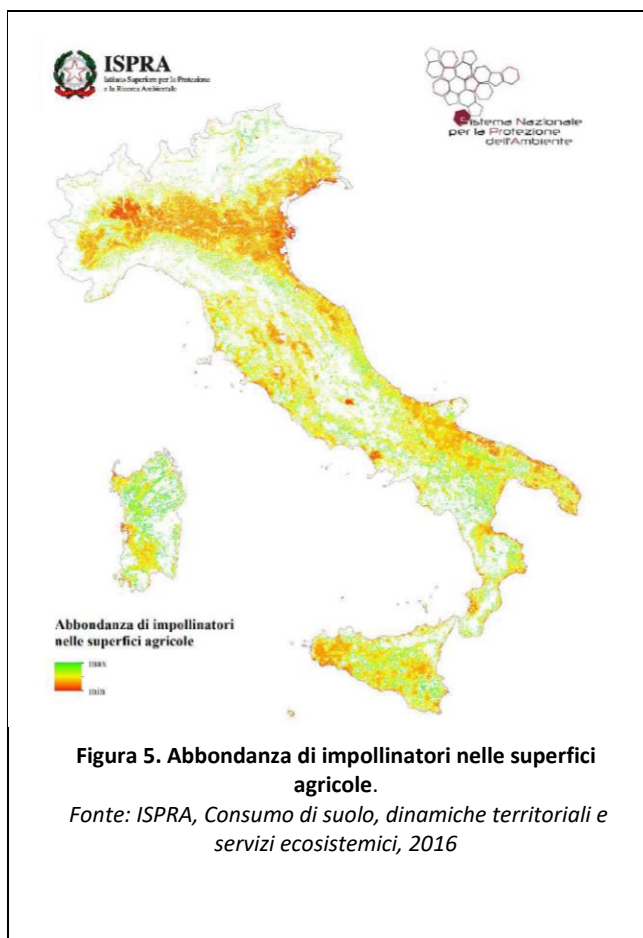 ISPRA
Istituto Superiore per la Protezione
e la Ricerca Ambientale
Sistema Nazionale
per la Protezione
dell'Ambiente
Abbondanza di impollinatori
nelle superfici agricole
max
min
Figura 5. Abbondanza di impollinatori nelle superfici
agricole.
Fonte: ISPRA, Consumo di suolo, dinamiche territoriali e
servizi ecosistemici, 2016